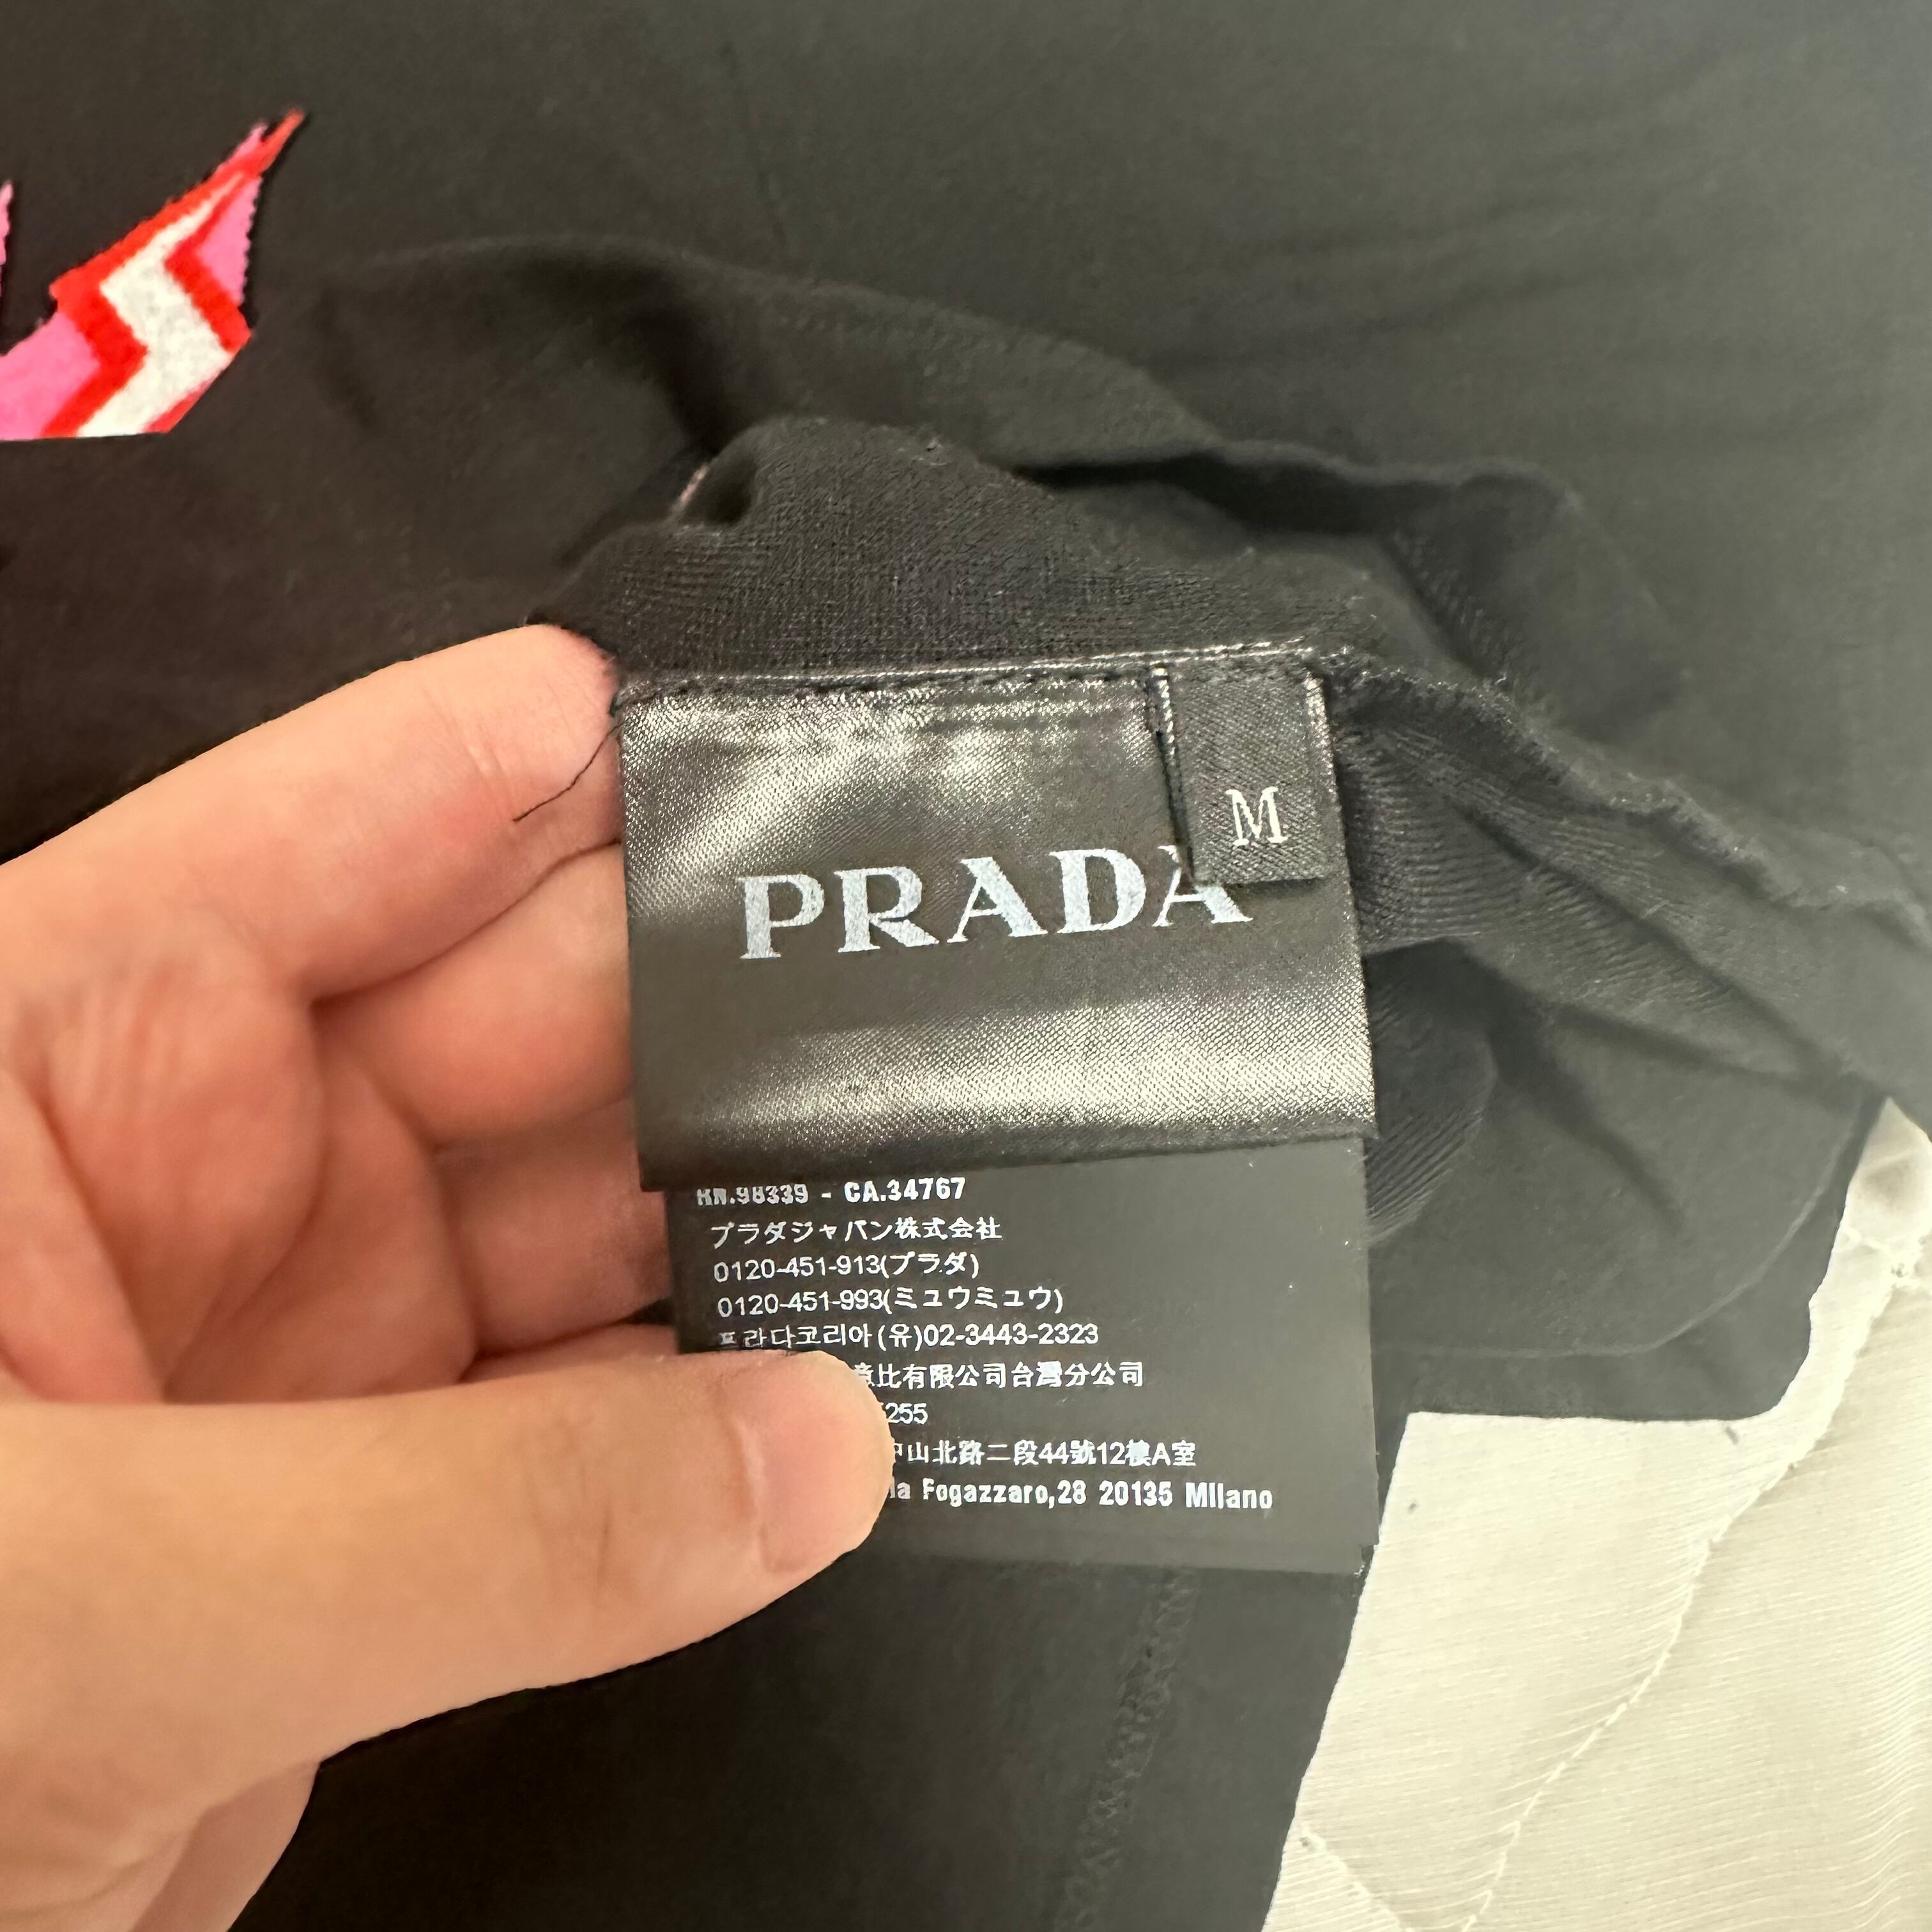 M
PRADA
RN.98339 - CA.34767
プラダジャパン株式会社
0120-451-913(プラダ)
0120-451-993(ミュウミュウ)
프라다코리아(유)02-3443-2323
比有限公司台灣分公司
255
山北路二段44號12樓A室
Fogazzaro,28 20135 Milano